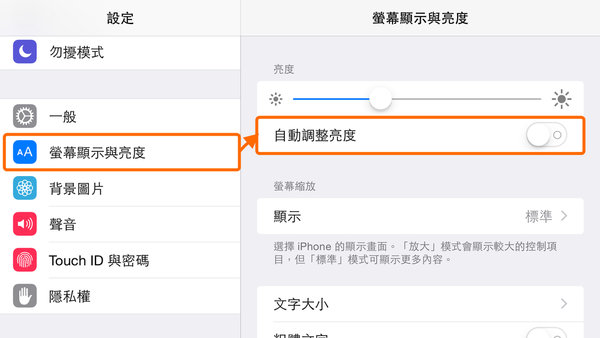 設定
勿擾模式
一般
AA 螢幕顯示與亮度
背景圖片
聲音
Touch ID 與密碼
隱私權
螢幕顯示與亮度
亮度
自動調整亮度
螢幕縮放
顯示 標準
選擇 iPhone 的顯示畫面。「放大」模式會顯示較大的控制項
目，但「標準」模式可顯示更多內容。
文字大小
粗體文字